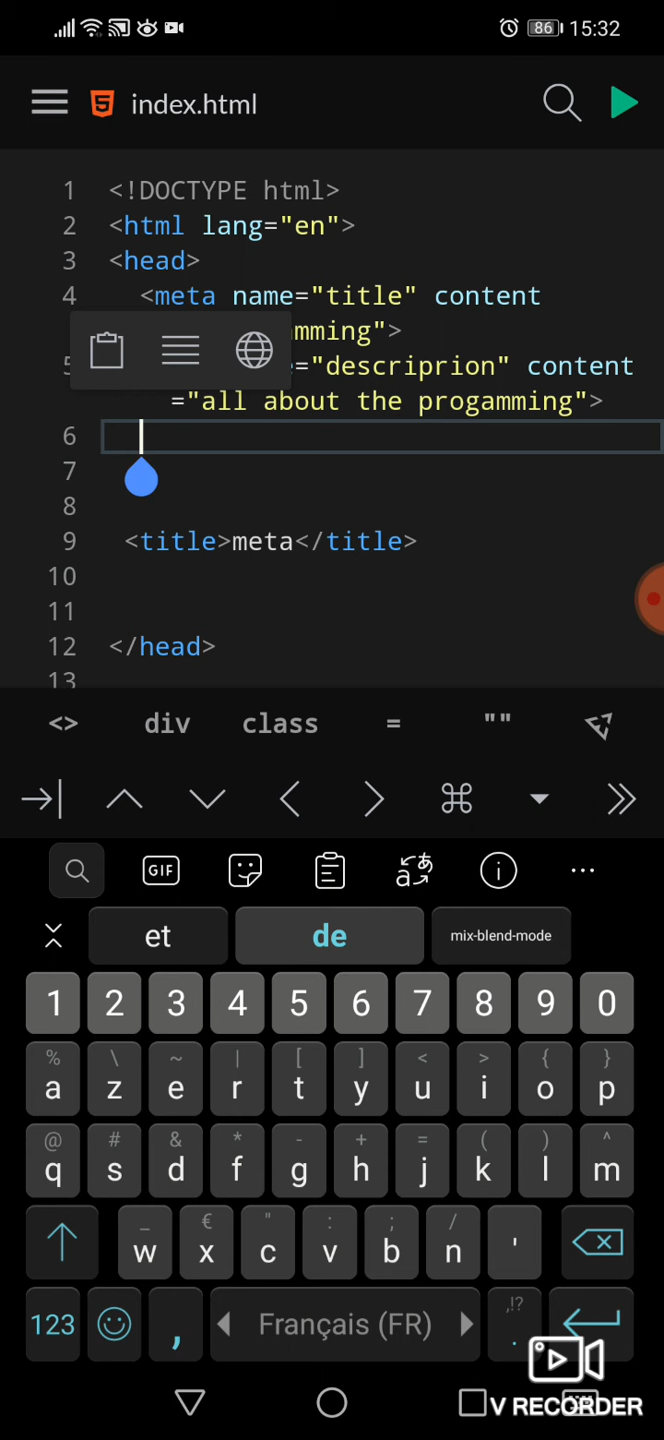 86 15:32
index.html
1 <!DOCTYPE html>
2 <html lang="en">
3 <head>
4 <meta name="title" content
mming">
5 ="descriprion" content
="all about the progamming">
6
7
8
9 <title>meta</title>
10
11
12 </head>
13
<> div class = ""
GIF
et de mix-blend-mode
1 2 3 4 5 6 7 8 9 0
% \ ~ | [ ] < > { }
a z e r t y u i o p
@ # & * - + = ( ) ^
q s d f g h j k l m
_ € " : ; /
w x c v b n '
123 , Français (FR) ,!? .
V RECORDER